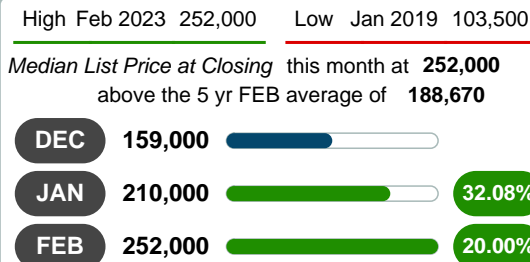 High Feb 2023 252,000 Low Jan 2019 103,500
Median List Price at Closing this month at 252,000
above the 5 yr FEB average of 188,670
DEC 159,000
JAN 210,000 32.08%
FEB 252,000 20.00%